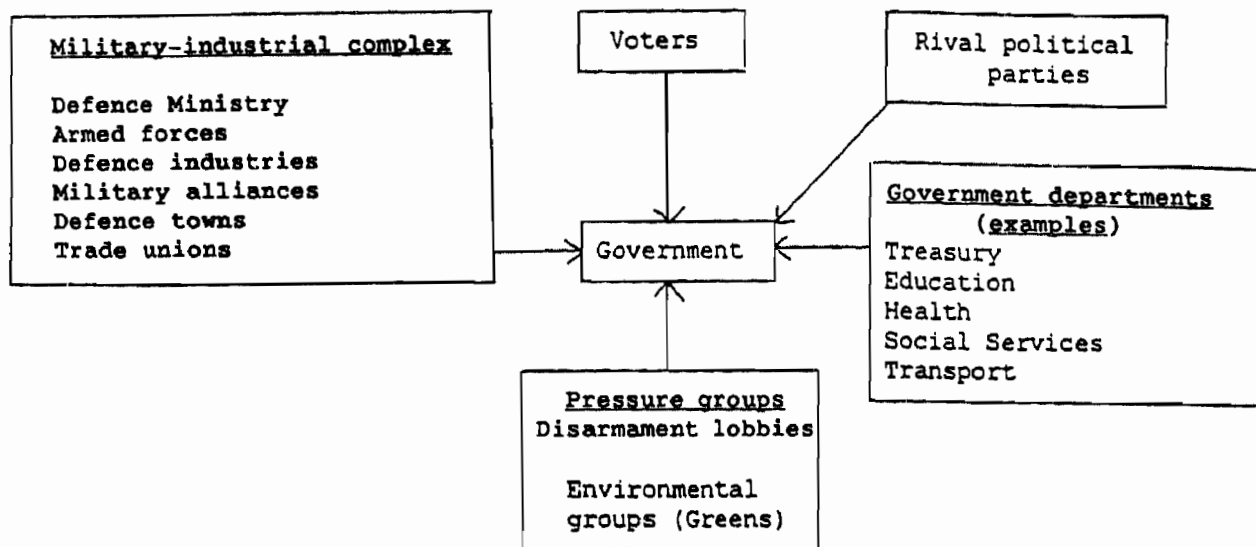 Military-industrial complex
Defence Ministry
Armed forces
Defence industries
Military alliances
Defence towns
Trade unions
Voters
Rival political
parties
Government
Government departments
(examples)
Treasury
Education
Health
Social Services
Transport
Pressure groups
Disarmament lobbies
Environmental
groups (Greens)